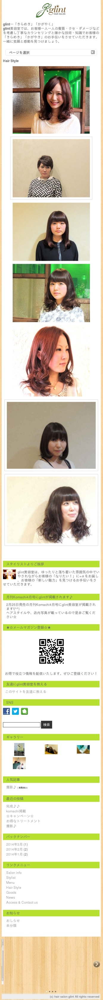 glint
HAIR SALON
glint―「きらめき」「かがやく」
glint美容室では、お客様一人一人の髪質・クセ・ダメージなど
を考慮し丁寧なカウンセリングと確かな技術・知識でお客様の
「きらめき」「かがやき」のお手伝いをさせていただきます。
一緒に笑顔と感動を見つけましょう。
ページを選択
Hair Style
スタイリストよりご挨拶
glint美容室は、ゆったりと落ち着いた雰囲気の中でい
やされながらお客様の「なりたい！」に+αをお届し
、お客様の「新しい魅力」を見つけるお手伝いをさ
せていただきます。
月刊Komachi4月号にglintが掲載されます♪
2月25日発売の月刊Komachi4月号にglint美容室が掲載され
ます!(^^)
ヘアスタイルや、店内写真が載っているので是非ご覧くだ
さい☆
★☆メールマガジン登録☆★
お得で役立つ情報を配信いたします。ぜひご登録ください！
友達にglint美容室を教える
このサイトを友達に教える
SNS
検索
ギャラリー
人気記事
撮影♪
最近の投稿
完成♪♪
komachi掲載
☆キャンペーン☆
お得なトリートメント
撮影♪
バックナンバー
2014年3月 (1)
2014年2月 (2)
2014年1月 (2)
リンクメニュー
Salon info
Stylist
Menu
Hair Style
Goods
News
Access & Contact us
お知らせ
おしらせ
未分類
(c) hair salon glint All rights reserved